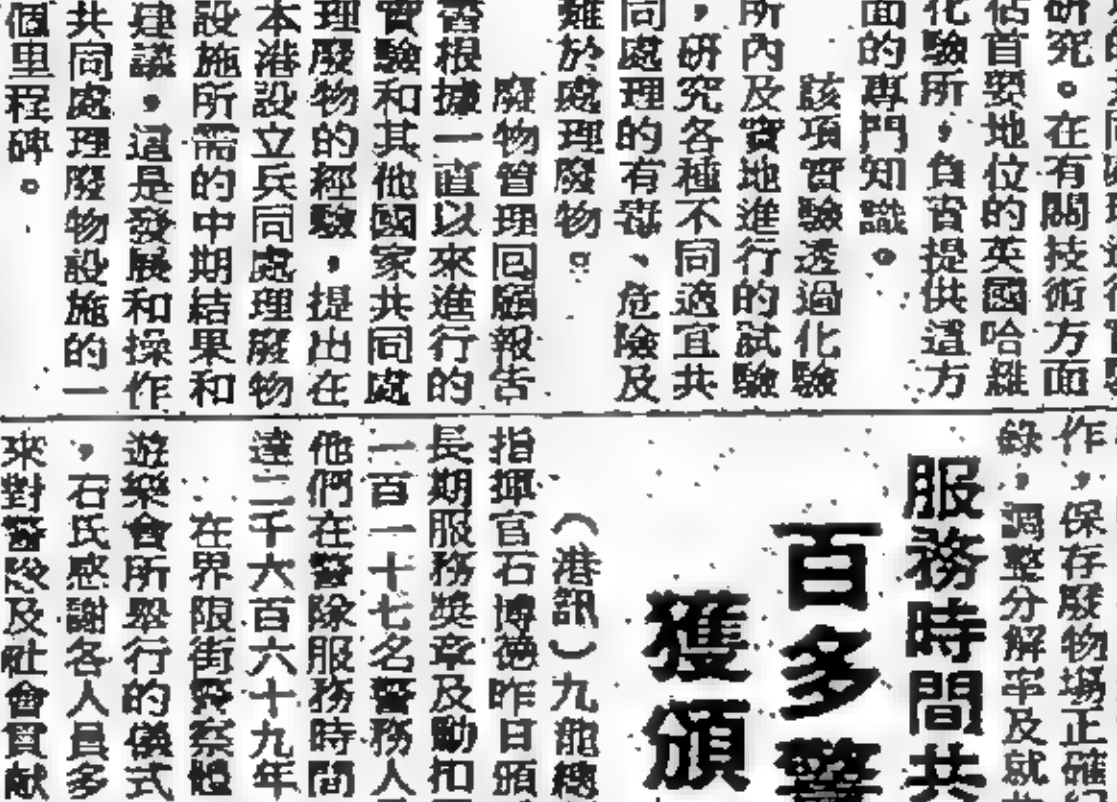 研究。在有關技術方面
佔首要地位的英國哈羅
化驗所，負責提供這方
面的專門知識。
該項實驗透過化驗
所內及實地進行的試驗
，研究各種不同適宜共
同處理的有毒、危險及
難於處理廢物。
廢物管理回顧報告
書根據一直以來進行的
實驗和其他國家共同處
理廢物的經驗，提出在
本港設立共同處理廢物
設施所需的中期結果和
建議。這是發展和操作
共同處理廢物設施的一
個里程碑。
作，保存廢物場正確紀
錄，調整分解率及就
服務時間共
百多警
獲頒
（港訊）九龍總
指揮官石博德昨日頒
長期服務獎章及勳扣
一百一十七名警務人
他們在警隊服務時間
達二千六百六十九年
在界限街警察體
遊樂會所舉行的儀式
，右氏感謝各人員多
來對警隊及社會貢獻